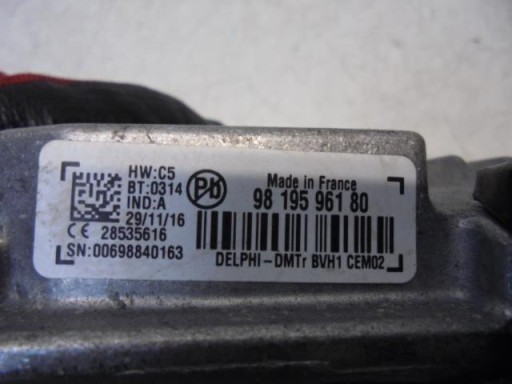 HW:C5
BT:0314
IND:A
29/11/16
CE 28535616
SN:00698840163
Pb
Made in France
98 195 961 80
DELPHI-DMTr BVH1 CEM02